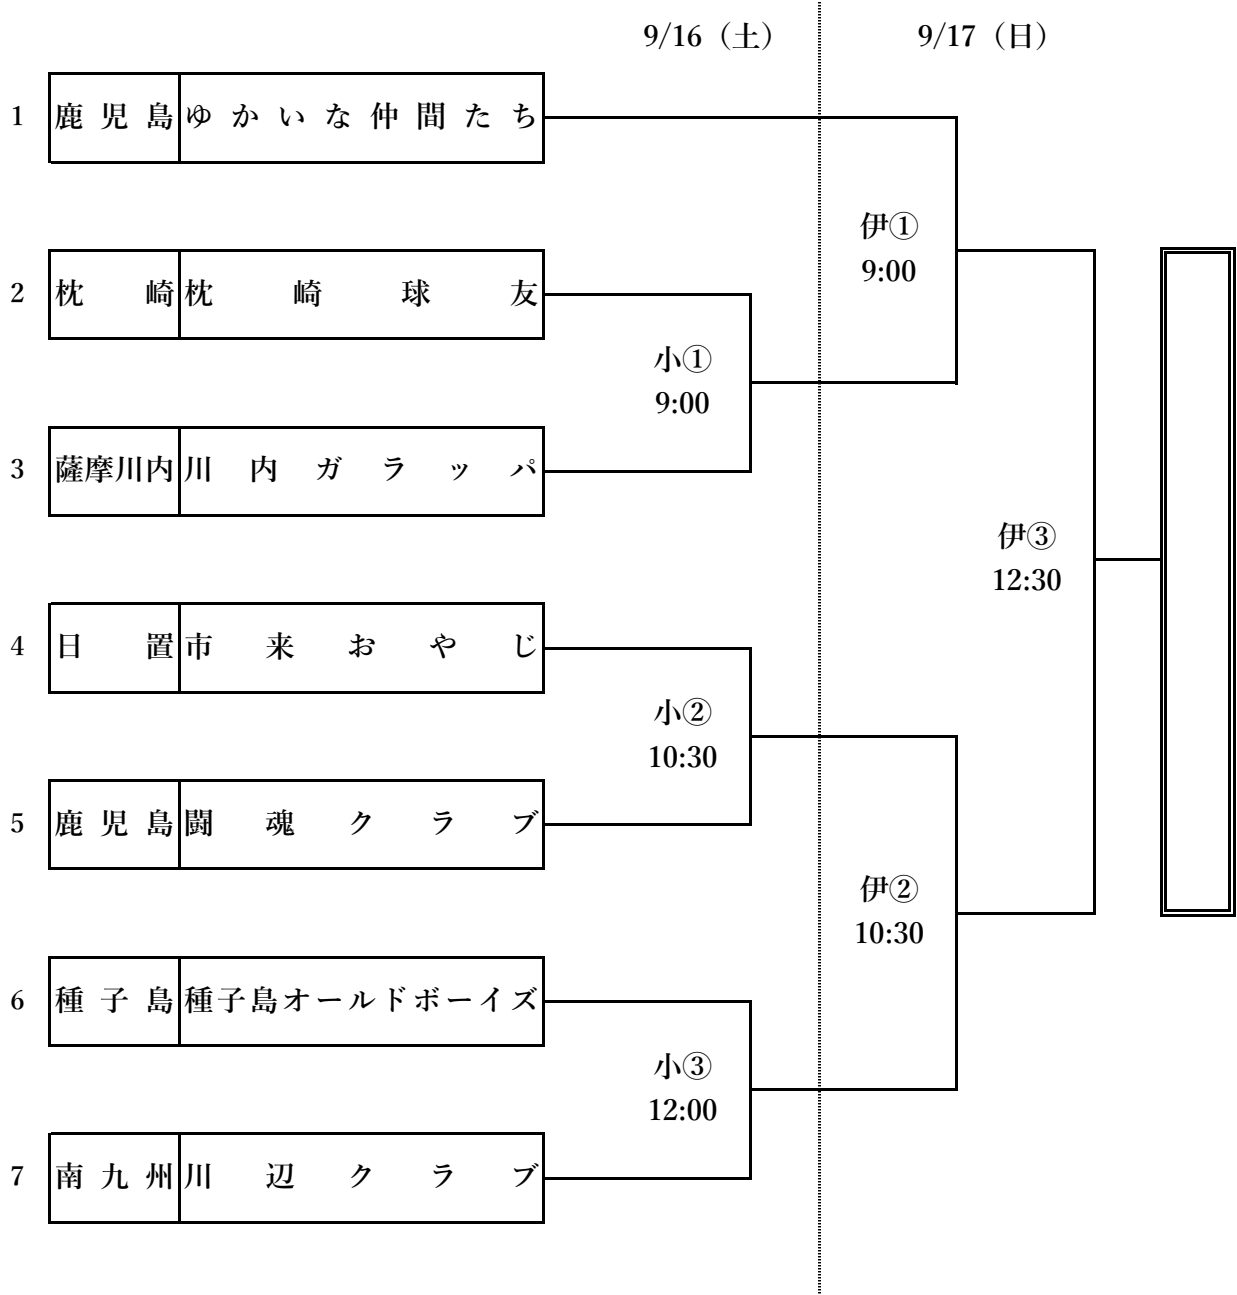 9/16（土） 9/17（日）
1 鹿児島 ゆかいな仲間たち
伊①
9:00
2 枕崎 枕崎球友
小①
9:00
3 薩摩川内 川内ガラッパ
伊③
12:30
4 日置 市来おやじ
小②
10:30
5 鹿児島 闘魂クラブ
伊②
10:30
6 種子島 種子島オールドボーイズ
小③
12:00
7 南九州 川辺クラブ